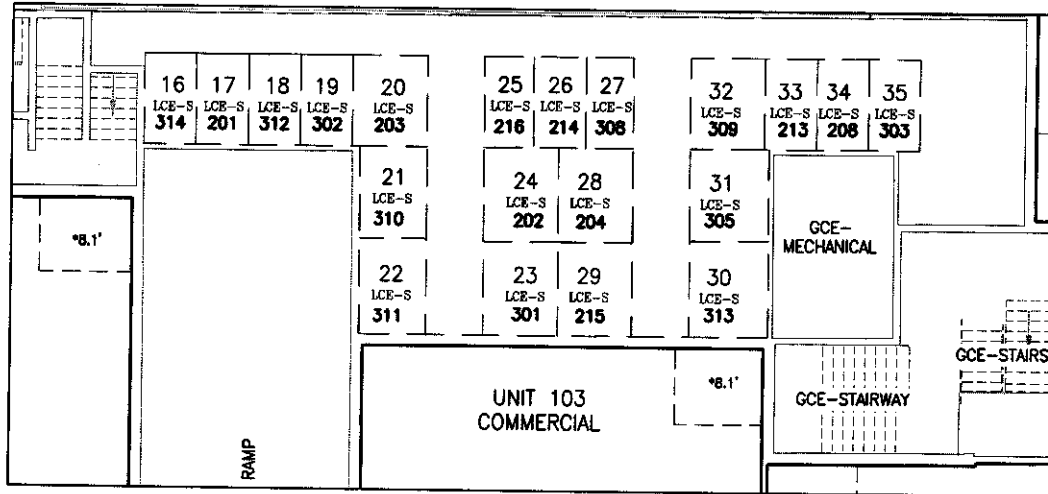 16
LCE-S
314
17
LCE-S
201
18
LCE-S
312
19
LCE-S
302
20
LCE-S
203
25
LCE-S
216
26
LCE-S
214
27
LCE-S
308
32
LCE-S
309
33
LCE-S
213
34
LCE-S
208
35
LCE-S
303
21
LCE-S
310
24
LCE-S
202
28
LCE-S
204
31
LCE-S
305
GCE-
MECHANICAL
*8.1'
22
LCE-S
311
23
LCE-S
301
29
LCE-S
215
30
LCE-S
313
GCE-STAIRS
*8.1'
UNIT 103
COMMERCIAL
GCE-STAIRWAY
RAMP